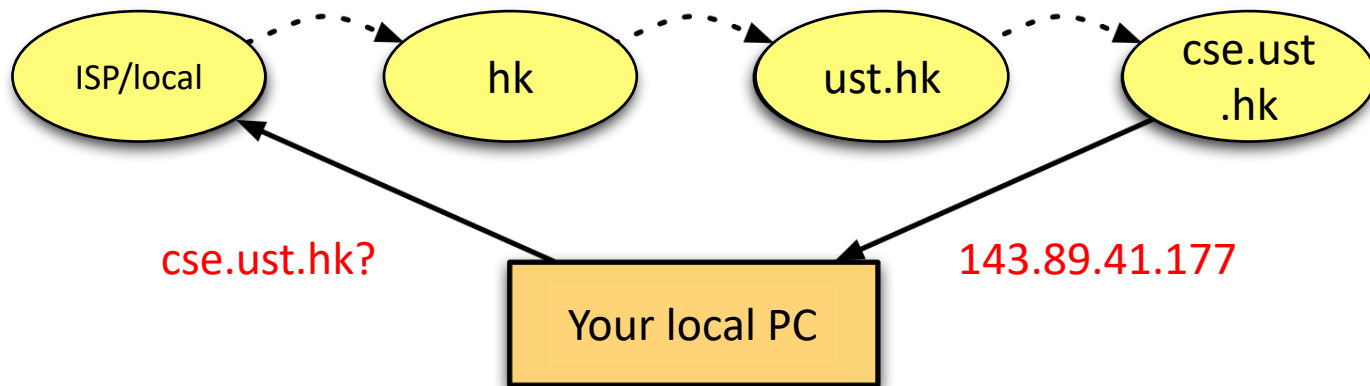 ISP/local
hk
ust.hk
cse.ust
.hk
cse.ust.hk?
143.89.41.177
Your local PC